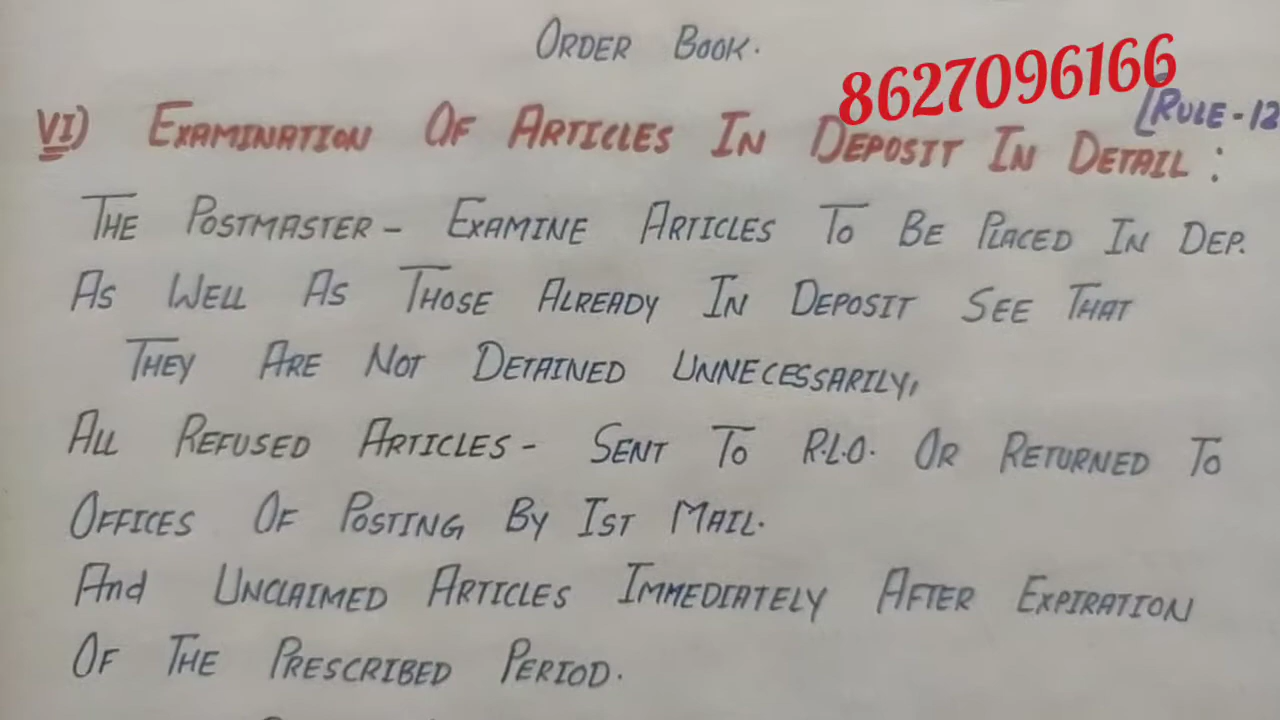 ORDER BOOK.
8627096166
[RULE-12
VI) EXAMINATION OF ARTICLES IN DEPOSIT IN DETAIL :
THE POSTMASTER - EXAMINE ARTICLES TO BE PLACED IN DEP.
AS WELL AS THOSE ALREADY IN DEPOSIT SEE THAT
THEY ARE NOT DETAINED UNNECESSARILY,
ALL REFUSED ARTICLES - SENT TO R.L.O. OR RETURNED TO
OFFICES OF POSTING BY IST MAIL.
And UNCLAIMED ARTICLES IMMEDIATELY AFTER EXPIRATION
OF THE PRESCRIBED PERIOD.